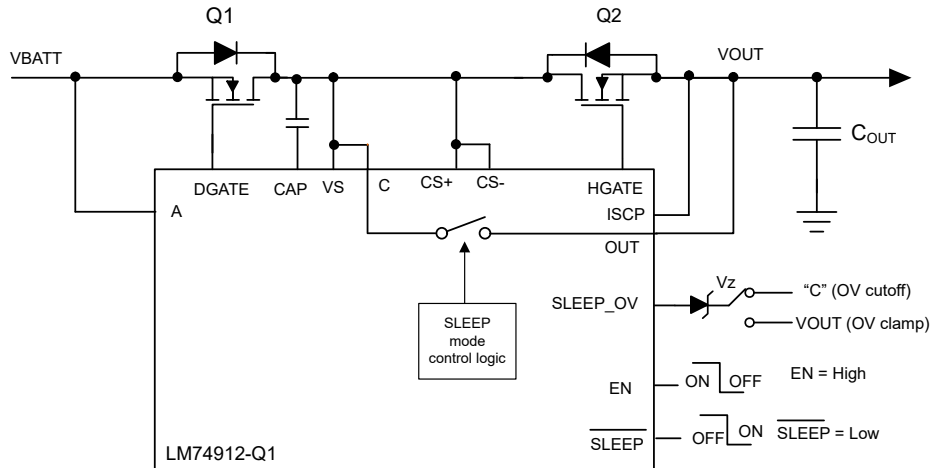 Q1
Q2
VBATT
VOUT
COUT
DGATE
CAP
VS
C
CS+
CS-
HGATE
A
ISCP
OUT
SLEEP
mode
control logic
SLEEP_OV
Vz
“C” (OV cutoff)
VOUT (OV clamp)
EN
ON
OFF
EN = High
SLEEP
OFF
ON
SLEEP = Low
LM74912-Q1